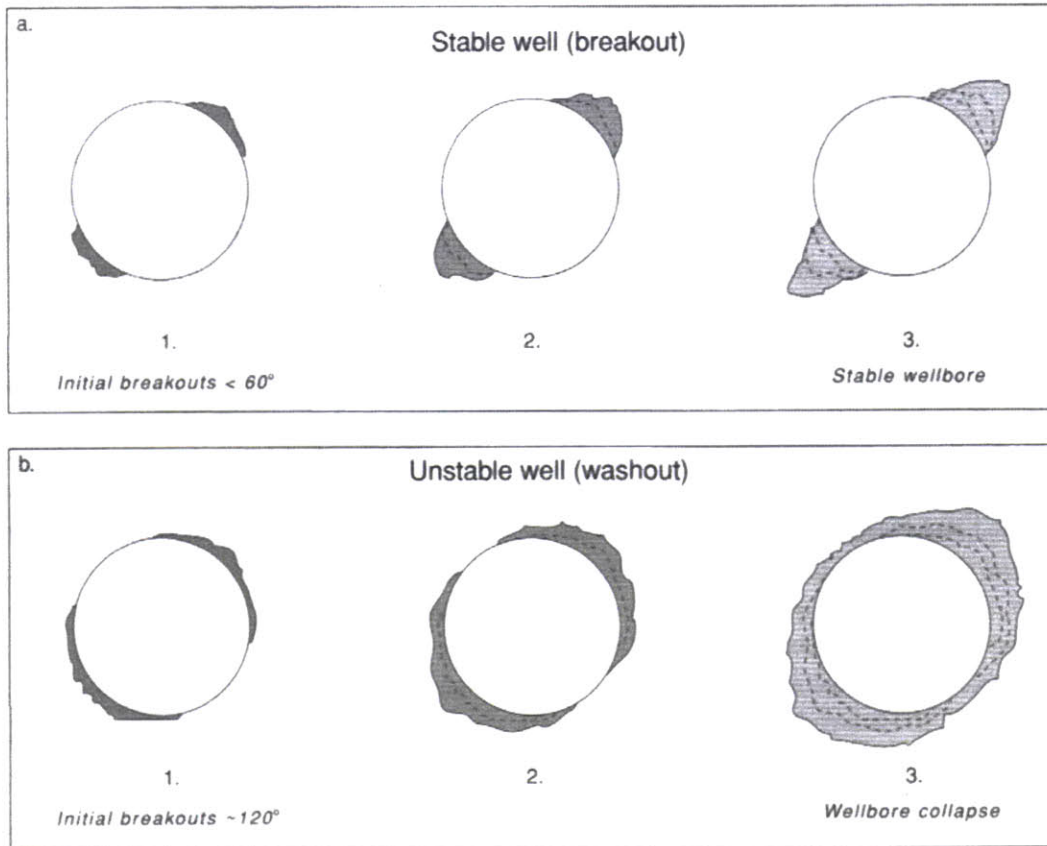 a.
Stable well (breakout)
1.
2.
3.
Initial breakouts < 60°
Stable wellbore
b.
Unstable well (washout)
1.
2.
3.
Initial breakouts ~120°
Wellbore collapse